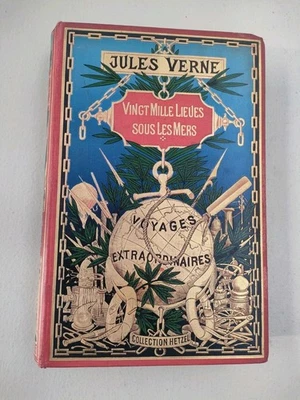 JULES VERNE
VINGT MILLE LIEUES
SOUS LES MERS
VOYAGES
EXTRAORDINAIRES
COLLECTION HETZEL